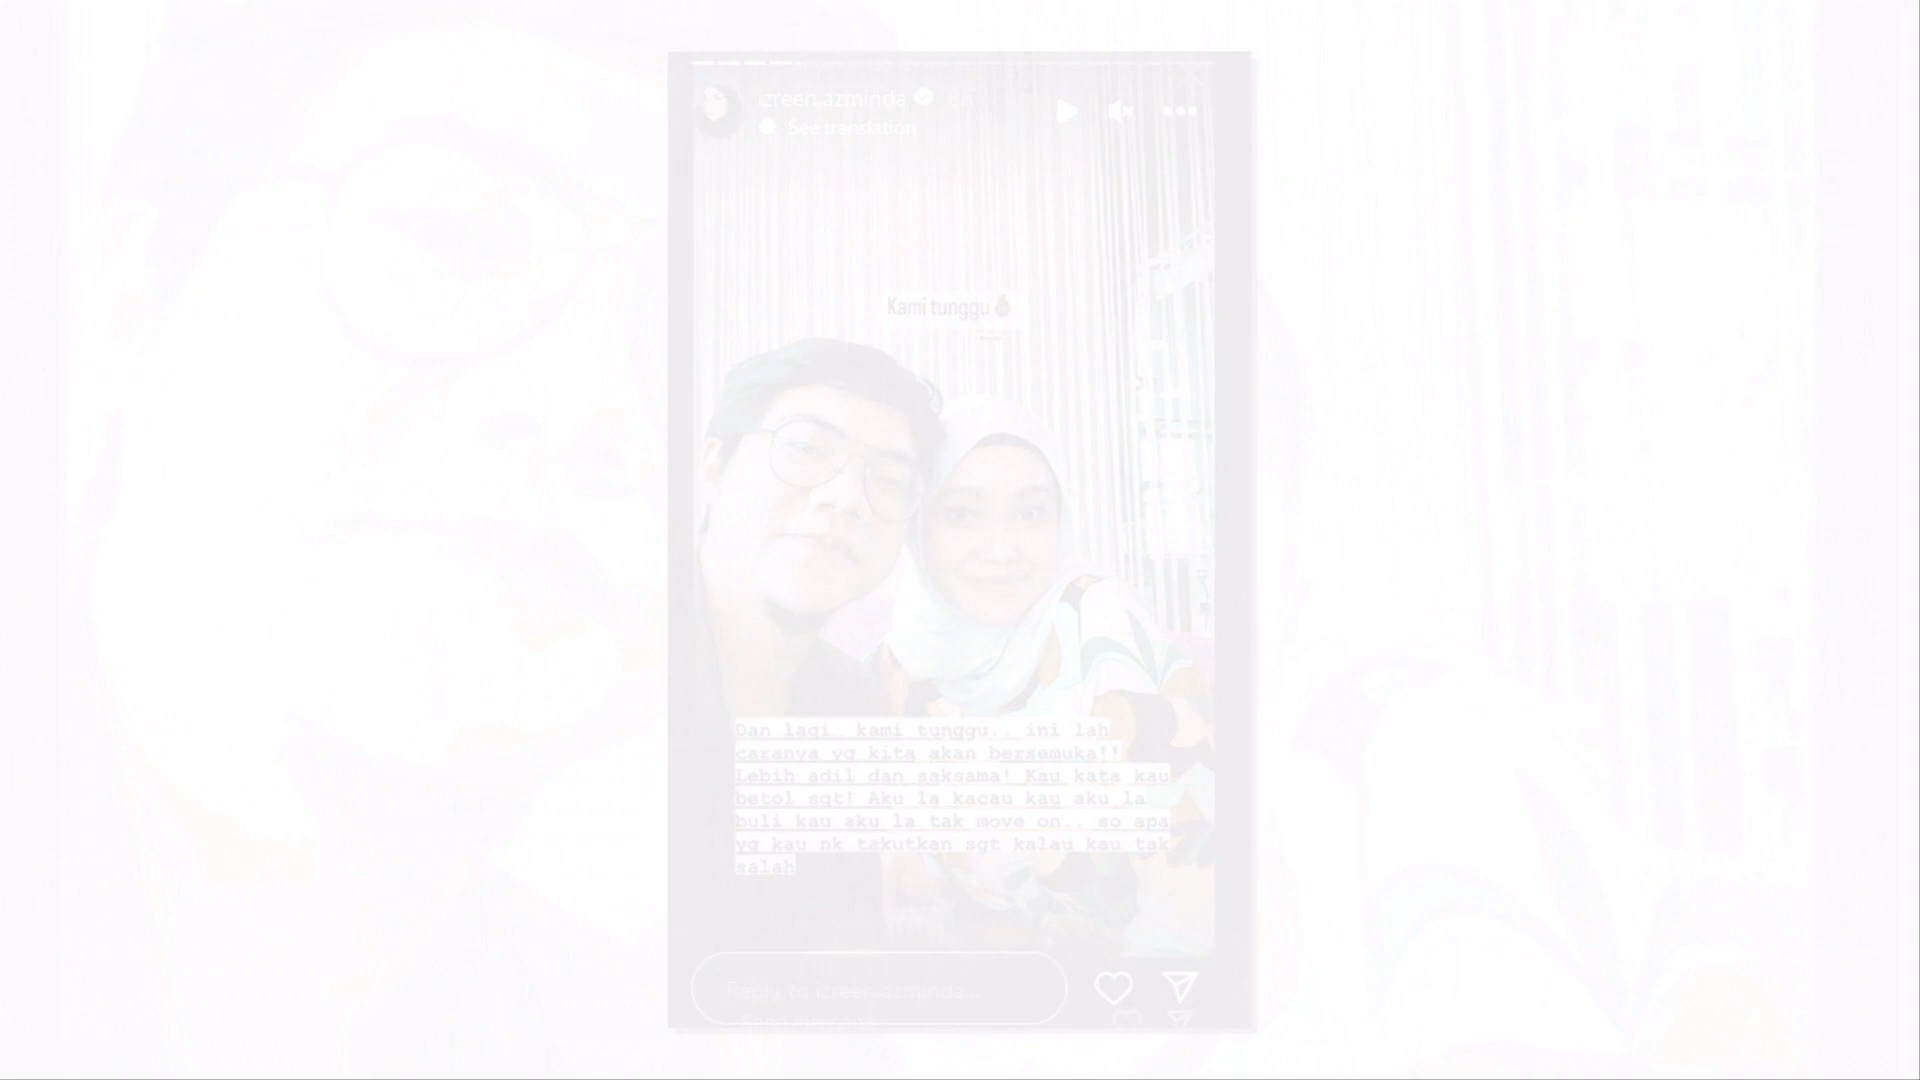 izreen.azminda 6h
See translation
Kami tunggu
Dan lagi. kami tunggu.. ini lah
caranya yg kita akan bersemuka!!
Lebih adil dan saksama! Kau kata kau
betol sgt! Aku la kacau kau aku la
buli kau aku la tak move on.. so apa
yg kau nk takutkan sgt kalau kau tak
salah
Reply to izreen.azminda...